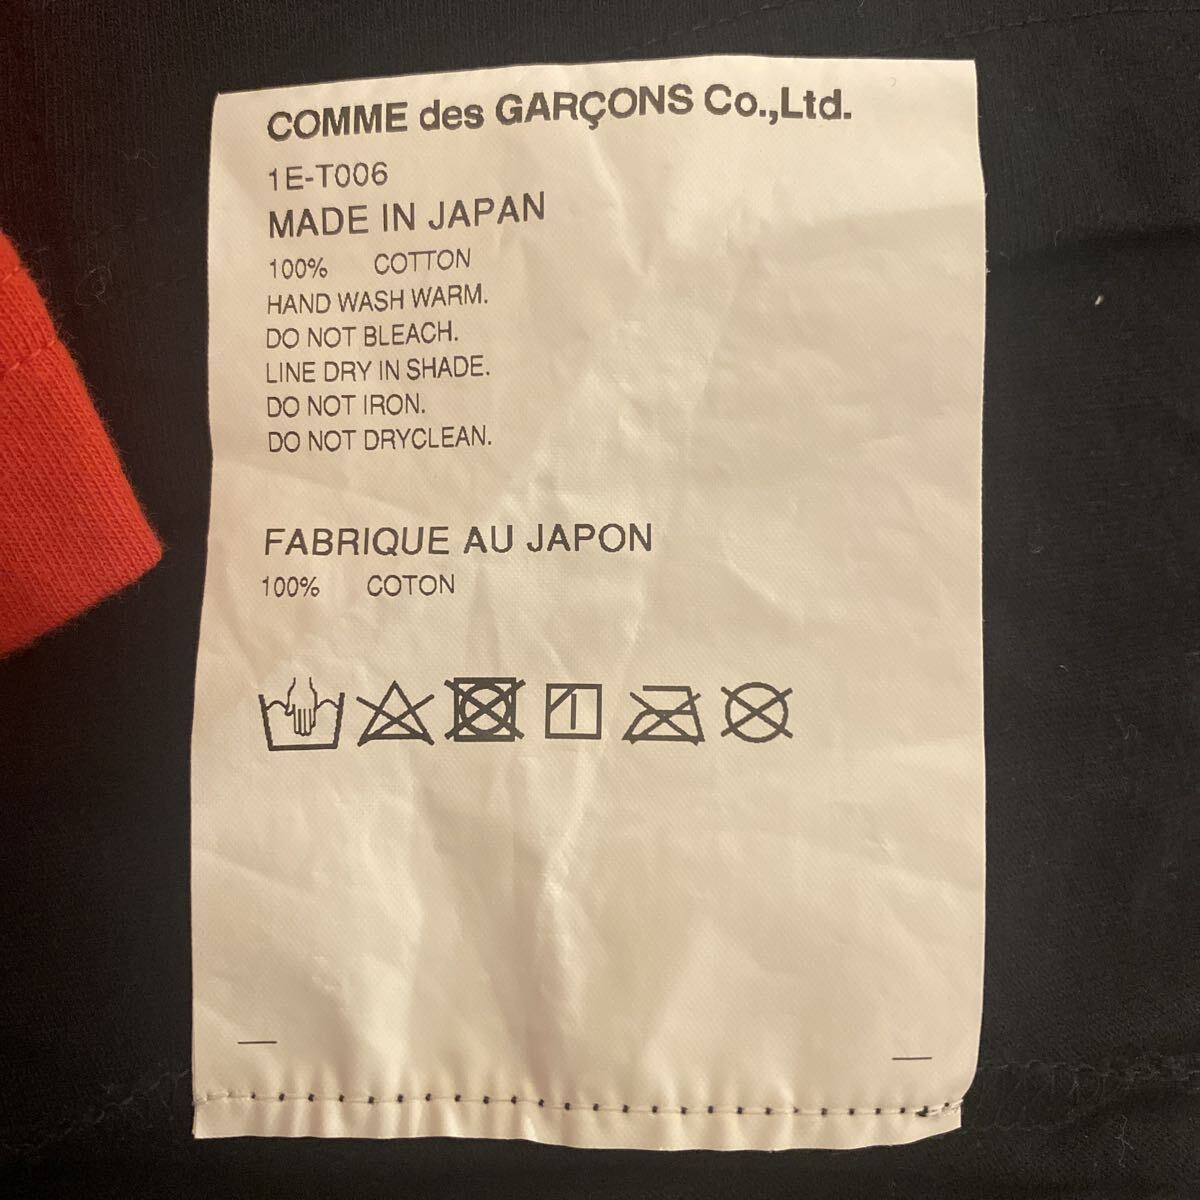 COMME des GARÇONS Co.,Ltd.
1E-T006
MADE IN JAPAN
100% COTTON
HAND WASH WARM.
DO NOT BLEACH.
LINE DRY IN SHADE.
DO NOT IRON.
DO NOT DRYCLEAN.
FABRIQUE AU JAPON
100% COTON